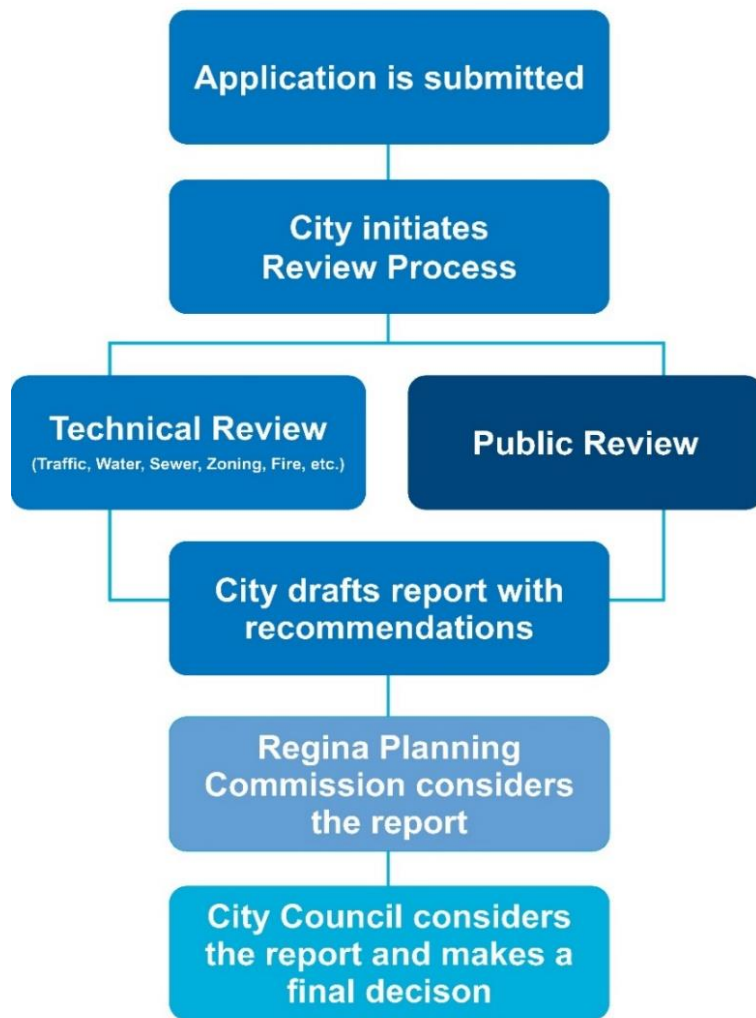 Application is submitted
City initiates
Review Process
Technical Review
(Traffic, Water, Sewer, Zoning, Fire, etc.)
Public Review
City drafts report with
recommendations
Regina Planning
Commission considers
the report
City Council considers
the report and makes a
final decison